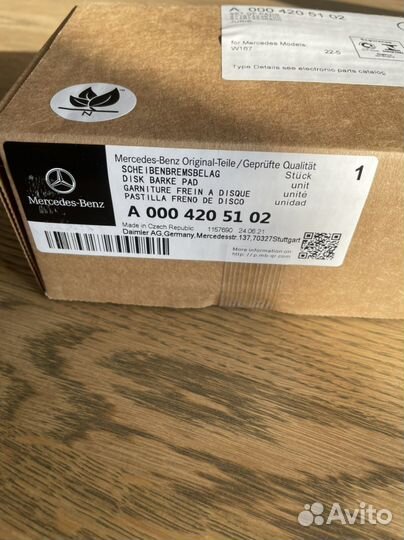 A 000 420 51 02
for Mercedes Models:
W167
22-5
Type Details see electronic parts catalog
N
Mercedes-Benz
Mercedes-Benz Original-Teile/Geprüfte Qualität
SCHEIBENBREMSBELAG Stück 1
DISK BARKE PAD unit
GARNITURE FREIN A DISQUE unité
PASTILLA FRENO DE DISCO unidad
A 000 420 51 02
Made in Czech Republic 1157690 24.06.21
Daimler AG,Germany,Mercedesstr.137,70327Stuttgart
More information on
http://p.mb-qr.com
Avito